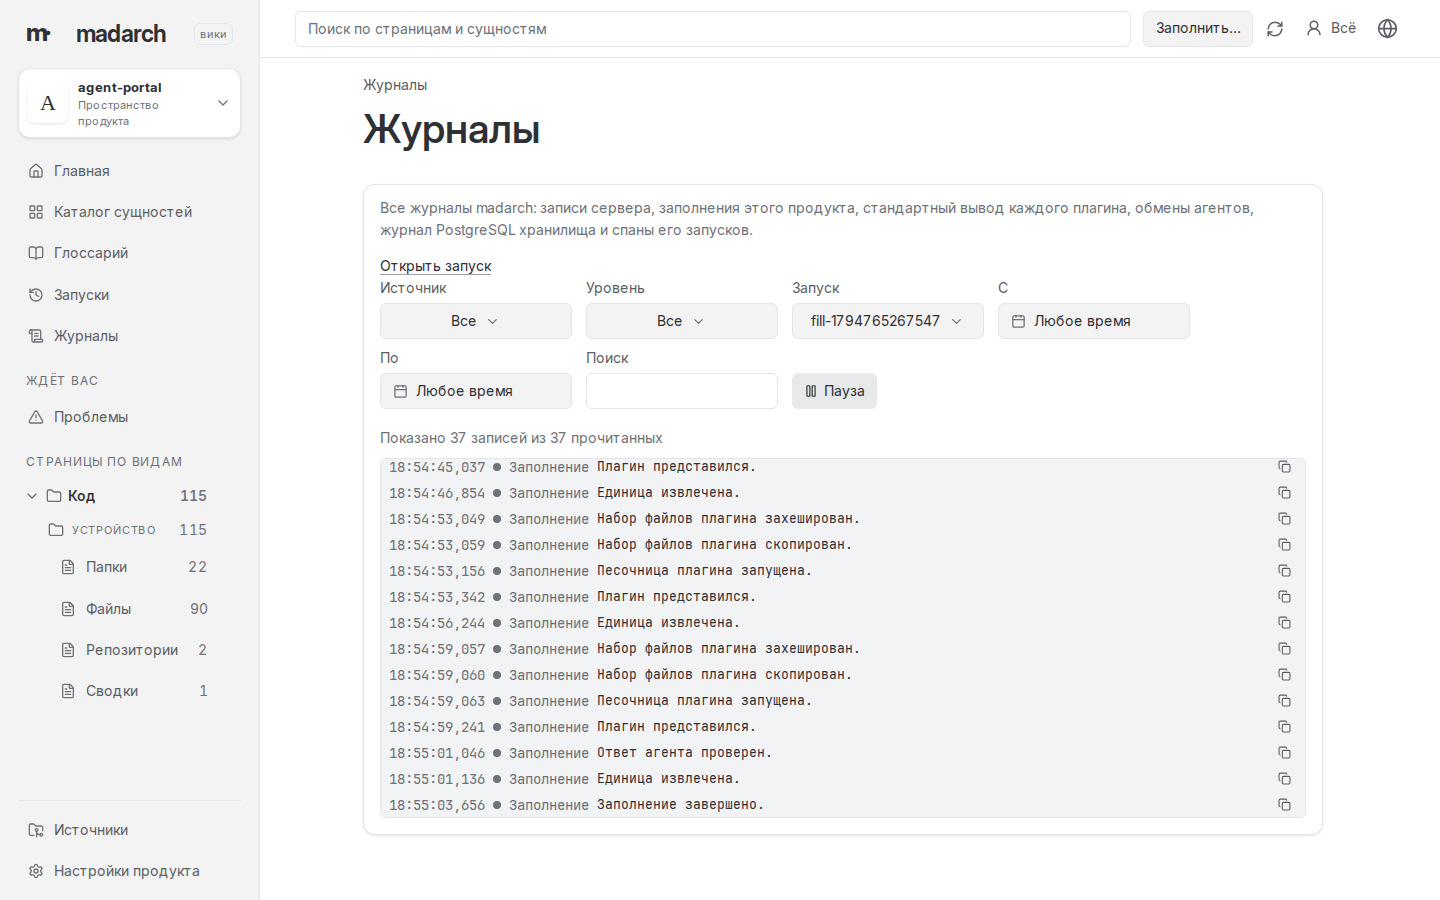 m
madarch
вики
A
agent-portal
Пространство
продукта
Главная
Каталог сущностей
Глоссарий
Запуски
Журналы
ЖДЁТ ВАС
Проблемы
СТРАНИЦЫ ПО ВИДАМ
Код 115
УСТРОЙСТВО 115
Папки 22
Файлы 90
Репозитории 2
Сводки 1
Источники
Настройки продукта
Поиск по страницам и сущностям
Заполнить...
Всё
Журналы
Журналы
Все журналы madarch: записи сервера, заполнения этого продукта, стандартный вывод каждого плагина, обмены агентов,
журнал PostgreSQL хранилища и спаны его запусков.
Открыть запуск
Источник Уровень Запуск С
Все Все fill-1794765267547 Любое время
По Поиск
Любое время Пауза
Показано 37 записей из 37 прочитанных
18:54:45,037 Заполнение Плагин представился.
18:54:46,854 Заполнение Единица извлечена.
18:54:53,049 Заполнение Набор файлов плагина захеширован.
18:54:53,059 Заполнение Набор файлов плагина скопирован.
18:54:53,156 Заполнение Песочница плагина запущена.
18:54:53,342 Заполнение Плагин представился.
18:54:56,244 Заполнение Единица извлечена.
18:54:59,057 Заполнение Набор файлов плагина захеширован.
18:54:59,060 Заполнение Набор файлов плагина скопирован.
18:54:59,063 Заполнение Песочница плагина запущена.
18:54:59,241 Заполнение Плагин представился.
18:55:01,046 Заполнение Ответ агента проверен.
18:55:01,136 Заполнение Единица извлечена.
18:55:03,656 Заполнение Заполнение завершено.